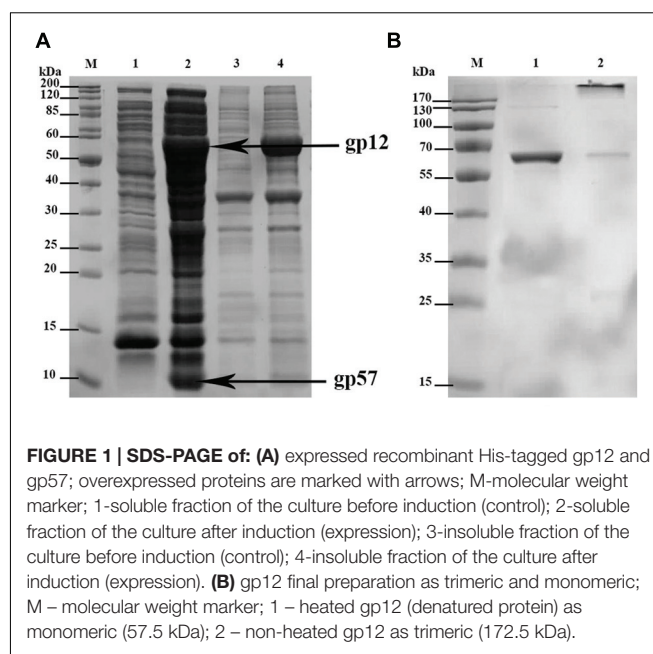 A
B
kDa M 1 2 3 4
200
120
85
60
50
40
30
25
20
15
10
gp12
gp57
M 1 2
kDa
170
130
100
70
55
40
35
25
15
FIGURE 1 | SDS-PAGE of: (A) expressed recombinant His-tagged gp12 and
gp57; overexpressed proteins are marked with arrows; M-molecular weight
marker; 1-soluble fraction of the culture before induction (control); 2-soluble
fraction of the culture after induction (expression); 3-insoluble fraction of the
culture before induction (control); 4-insoluble fraction of the culture after
induction (expression). (B) gp12 final preparation as trimeric and monomeric;
M – molecular weight marker; 1 – heated gp12 (denatured protein) as
monomeric (57.5 kDa); 2 – non-heated gp12 as trimeric (172.5 kDa).